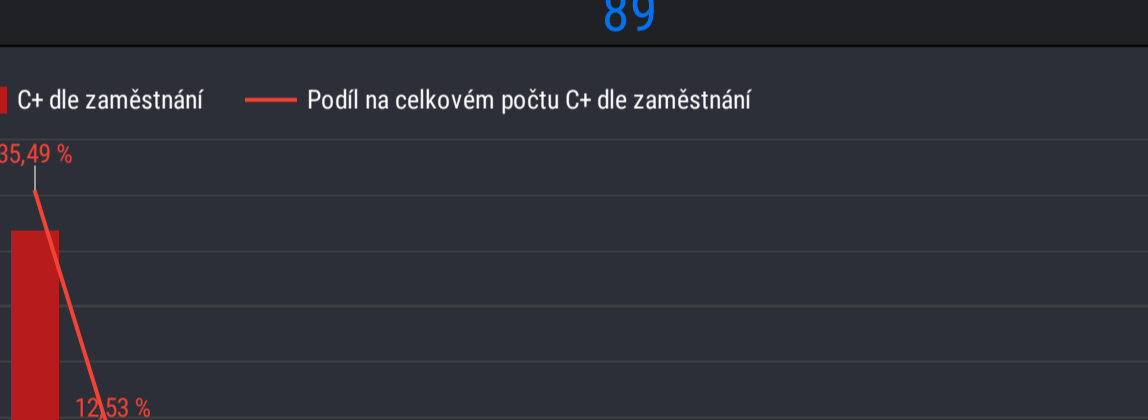 89
C+ dle zaměstnání Podíl na celkovém počtu C+ dle zaměstnání
35,49 %
12,53 %